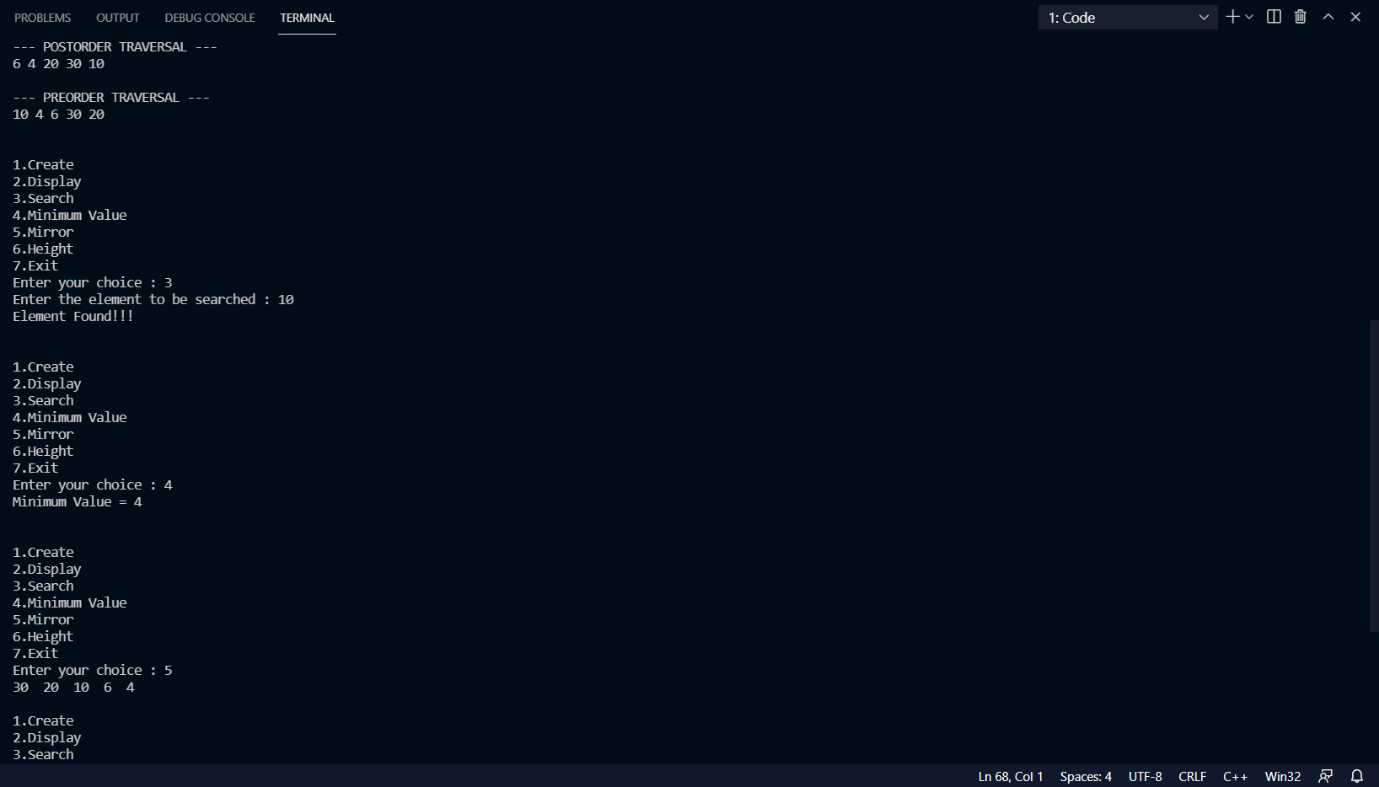 PROBLEMS OUTPUT DEBUG CONSOLE TERMINAL 1: Code
--- POSTORDER TRAVERSAL ---
6 4 20 30 10
--- PREORDER TRAVERSAL ---
10 4 6 30 20
1.Create
2.Display
3.Search
4.Minimum Value
5.Mirror
6.Height
7.Exit
Enter your choice : 3
Enter the element to be searched : 10
Element Found!!!
1.Create
2.Display
3.Search
4.Minimum Value
5.Mirror
6.Height
7.Exit
Enter your choice : 4
Minimum Value = 4
1.Create
2.Display
3.Search
4.Minimum Value
5.Mirror
6.Height
7.Exit
Enter your choice : 5
30  20  10  6  4
1.Create
2.Display
3.Search
Ln 68, Col 1 Spaces: 4 UTF-8 CRLF C++ Win32